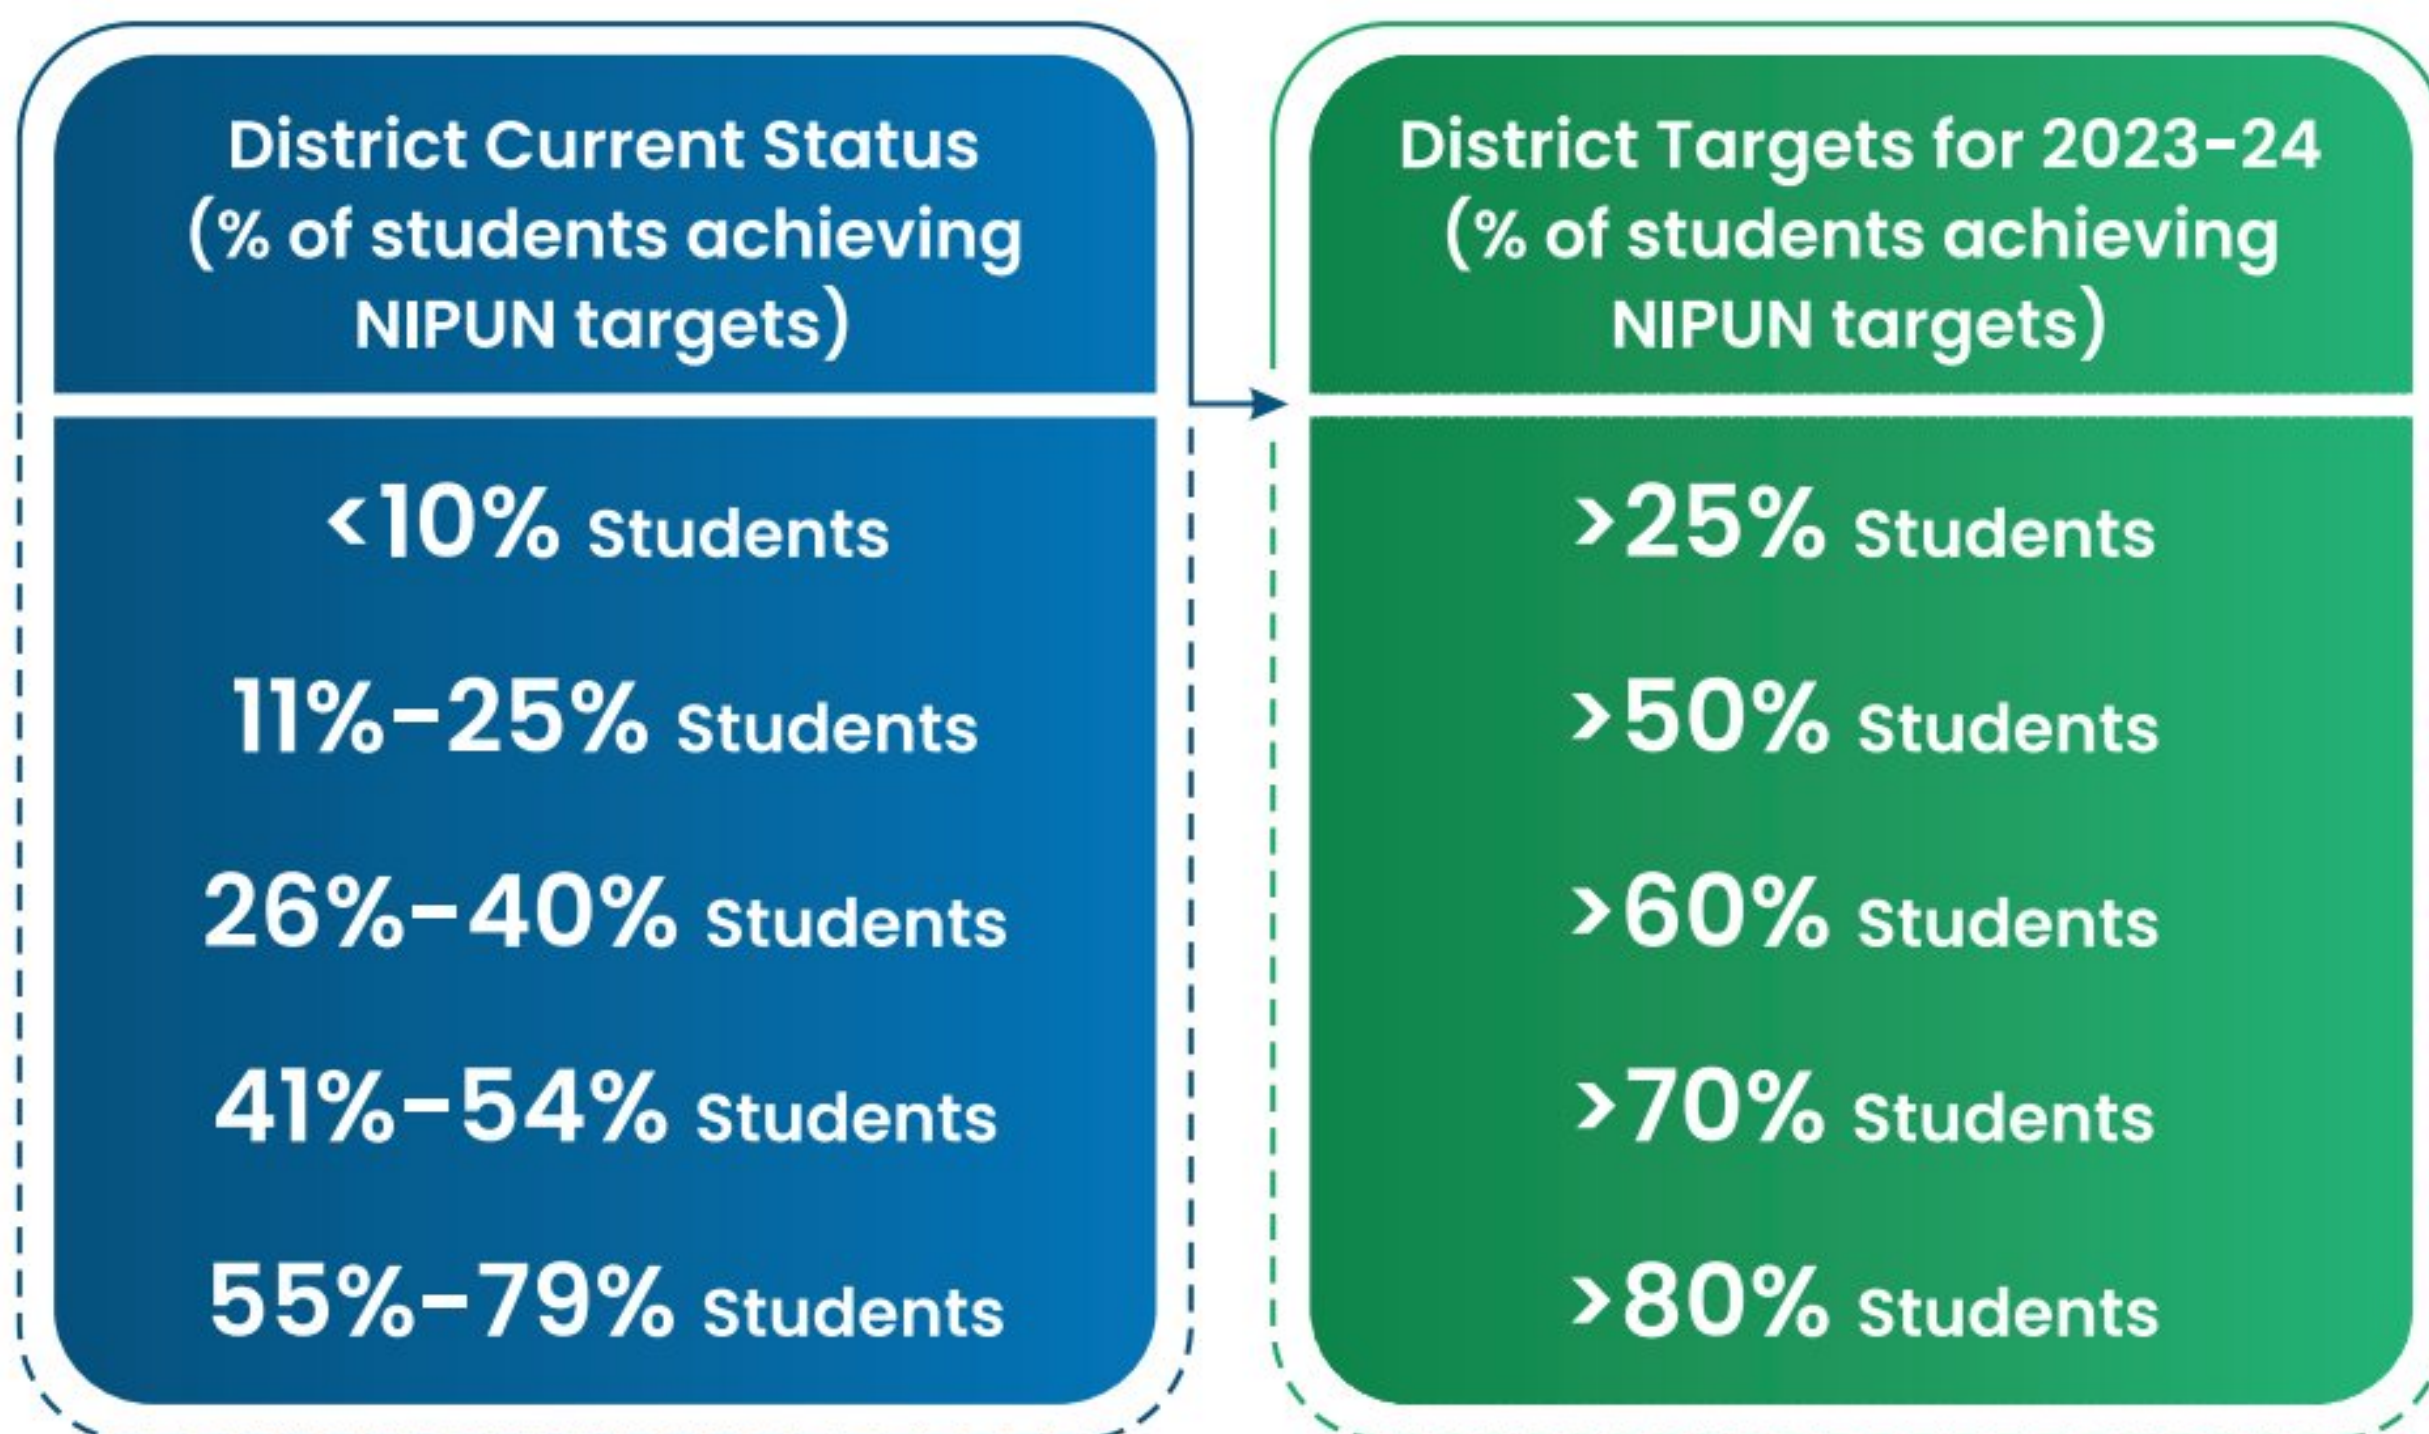 District Current Status
(% of students achieving
NIPUN targets)
<10% Students
11%-25% Students
26%-40% Students
41%-54% Students
55%-79% Students
District Targets for 2023-24
(% of students achieving
NIPUN targets)
>25% Students
>50% Students
>60% Students
>70% Students
>80% Students